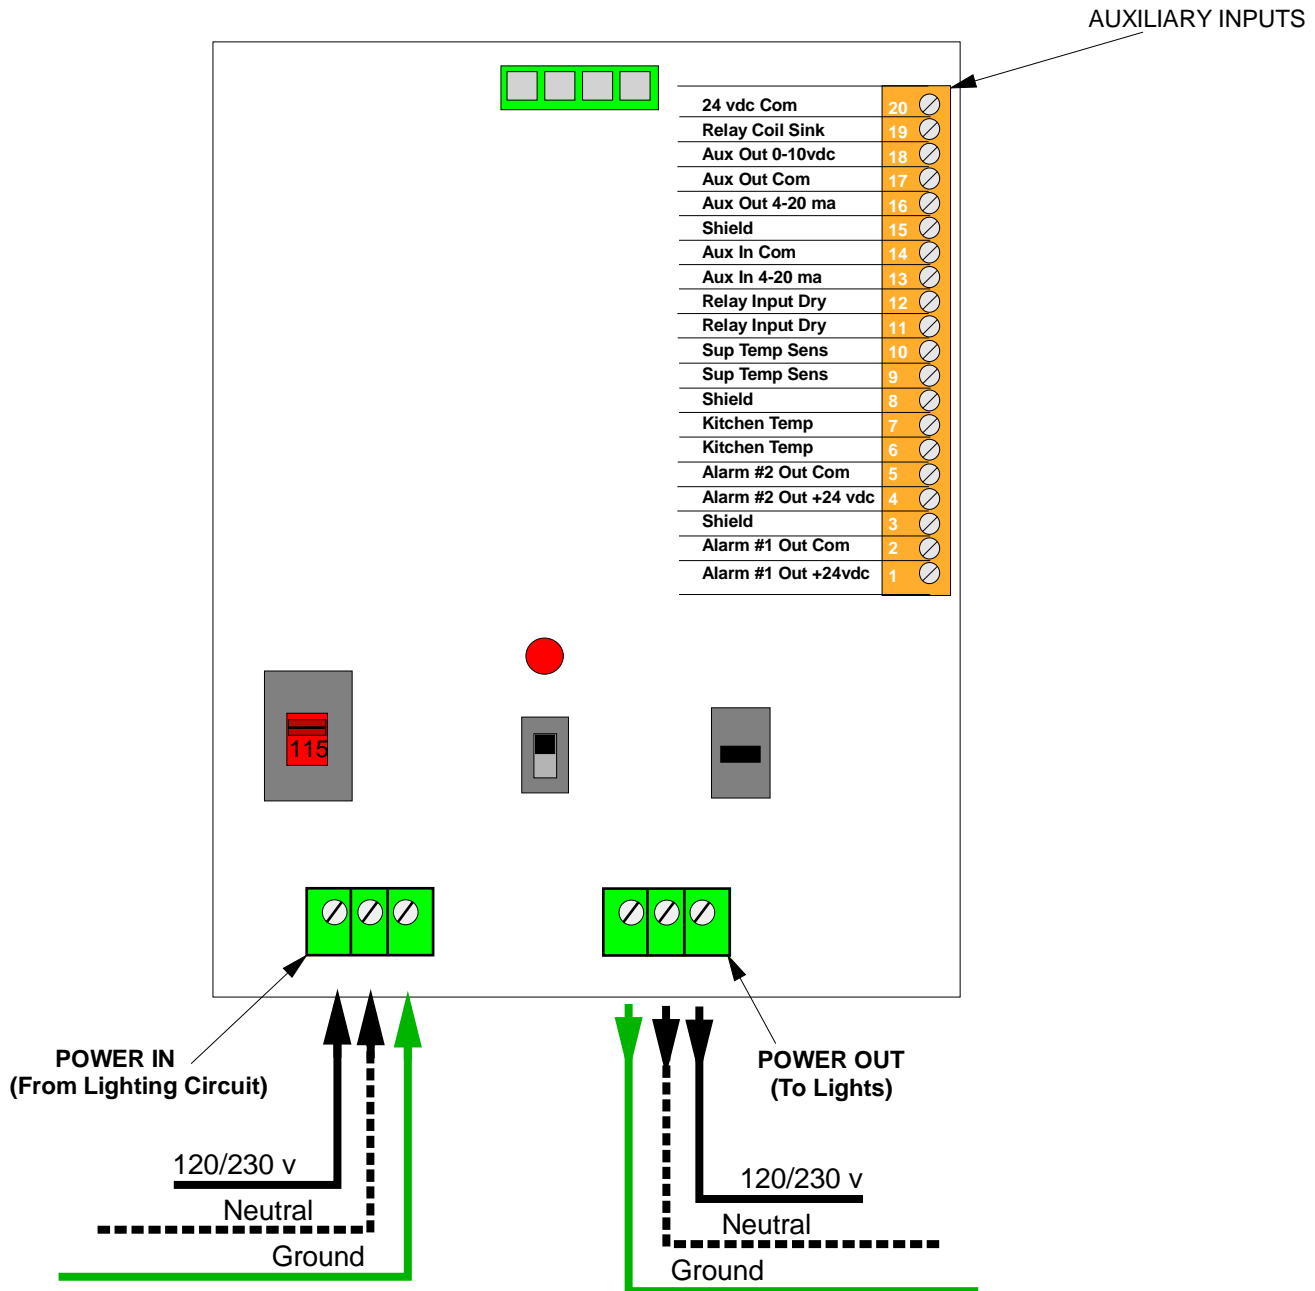 AUXILIARY INPUTS
24 vdc Com 20
Relay Coil Sink 19
Aux Out 0-10vdc 18
Aux Out Com 17
Aux Out 4-20 ma 16
Shield 15
Aux In Com 14
Aux In 4-20 ma 13
Relay Input Dry 12
Relay Input Dry 11
Sup Temp Sens 10
Sup Temp Sens 9
Shield 8
Kitchen Temp 7
Kitchen Temp 6
Alarm #2 Out Com 5
Alarm #2 Out +24 vdc 4
Shield 3
Alarm #1 Out Com 2
Alarm #1 Out +24vdc 1
115
POWER IN
(From Lighting Circuit)
POWER OUT
(To Lights)
120/230 v
Neutral
Ground
120/230 v
Neutral
Ground